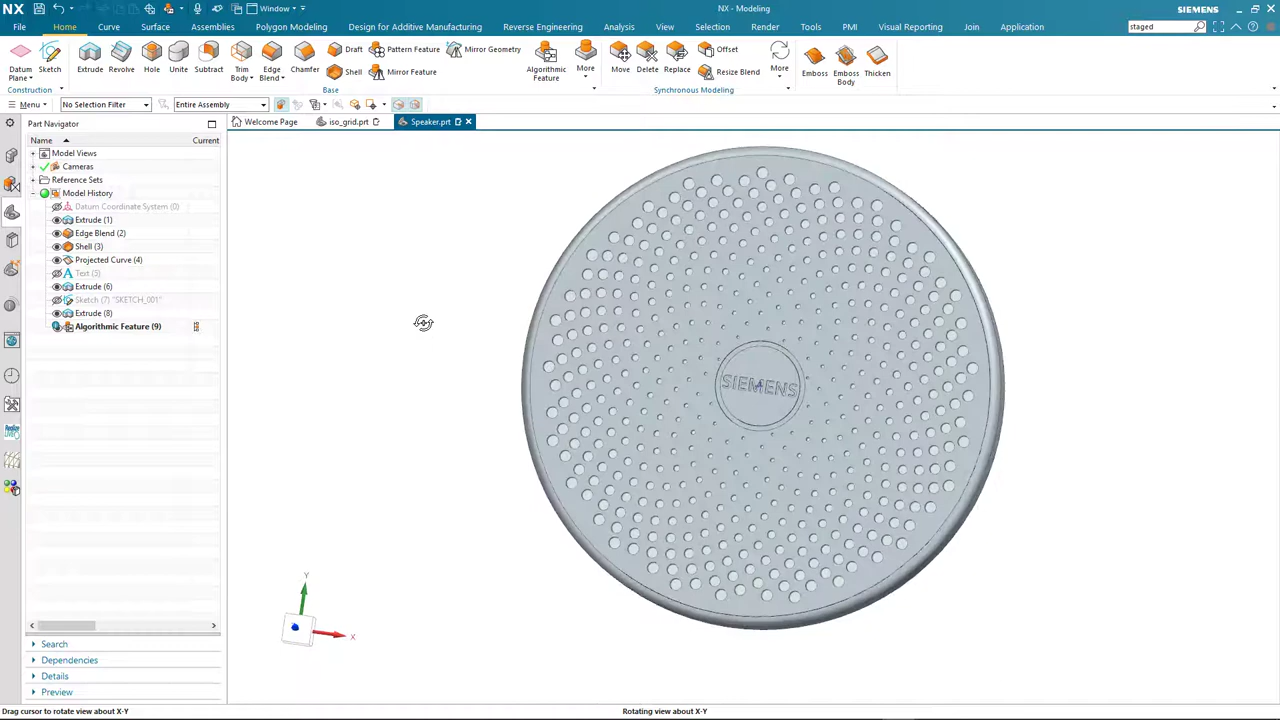 NX
Window
NX - Modeling
SIEMENS
File
Home
Curve
Surface
Assemblies
Polygon Modeling
Design for Additive Manufacturing
Reverse Engineering
Analysis
View
Selection
Render
Tools
PMI
Visual Reporting
Join
Application
staged
Datum Plane
Sketch
Extrude
Revolve
Hole
Unite
Subtract
Trim Body
Edge Blend
Chamfer
Draft
Shell
Pattern Feature
Mirror Feature
Mirror Geometry
Algorithmic Feature
More
Move
Delete
Replace
Offset
Resize Blend
More
Emboss
Emboss Body
Thicken
Construction
Base
Synchronous Modeling
Menu
No Selection Filter
Entire Assembly
Part Navigator
Welcome Page
iso_grid.prt
Speaker.prt
Name
Current
Model Views
Cameras
Reference Sets
Model History
Datum Coordinate System (0)
Extrude (1)
Edge Blend (2)
Shell (3)
Projected Curve (4)
Text (5)
Extrude (6)
Sketch (7) "SKETCH_001"
Extrude (8)
Algorithmic Feature (9)
SIEMENS
Y
X
Search
Dependencies
Details
Preview
Drag cursor to rotate view about X-Y
Rotating view about X-Y